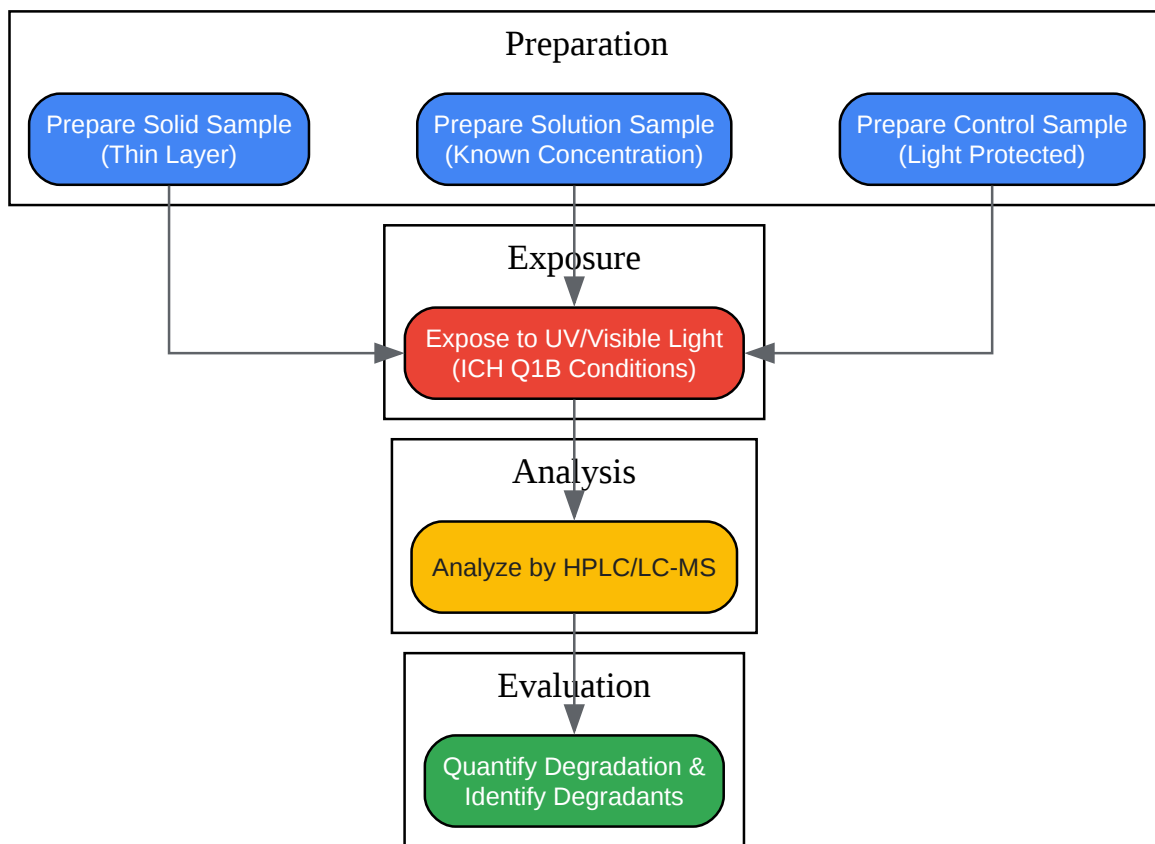 Preparation
Prepare Solid Sample
(Thin Layer)
Prepare Solution Sample
(Known Concentration)
Prepare Control Sample
(Light Protected)
Exposure
Expose to UV/Visible Light
(ICH Q1B Conditions)
Analysis
Analyze by HPLC/LC-MS
Evaluation
Quantify Degradation &
Identify Degradants